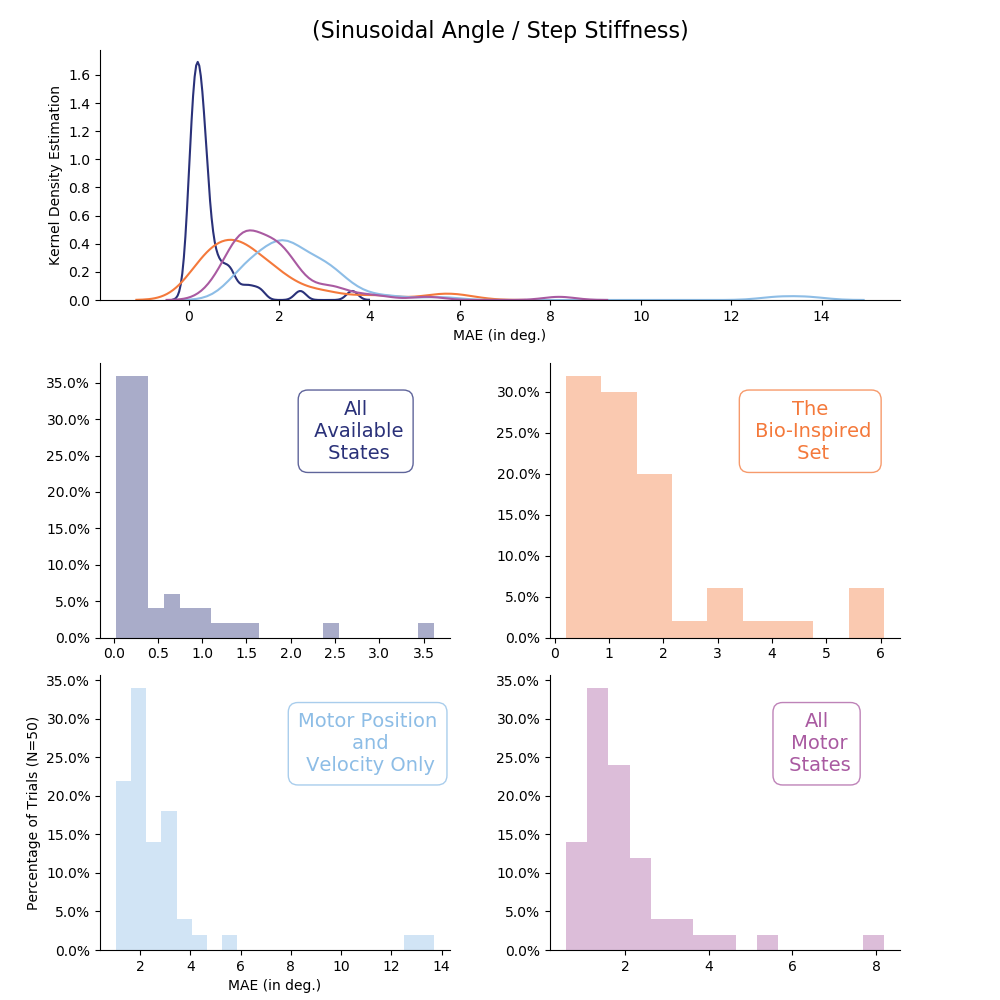 (Sinusoidal Angle / Step Stiffness)
Kernel Density Estimation
1.6
1.4
1.2
1.0
0.8
0.6
0.4
0.2
0.0
0 2 4 6 8 10 12 14
MAE (in deg.)
35.0%
30.0%
25.0%
20.0%
15.0%
10.0%
5.0%
0.0%
0.0 0.5 1.0 1.5 2.0 2.5 3.0 3.5
All
Available
States
30.0%
25.0%
20.0%
15.0%
10.0%
5.0%
0.0%
0 1 2 3 4 5 6
The
Bio-Inspired
Set
Percentage of Trials (N=50)
35.0%
30.0%
25.0%
20.0%
15.0%
10.0%
5.0%
0.0%
2 4 6 8 10 12 14
MAE (in deg.)
Motor Position
and
Velocity Only
35.0%
30.0%
25.0%
20.0%
15.0%
10.0%
5.0%
0.0%
2 4 6 8
All
Motor
States